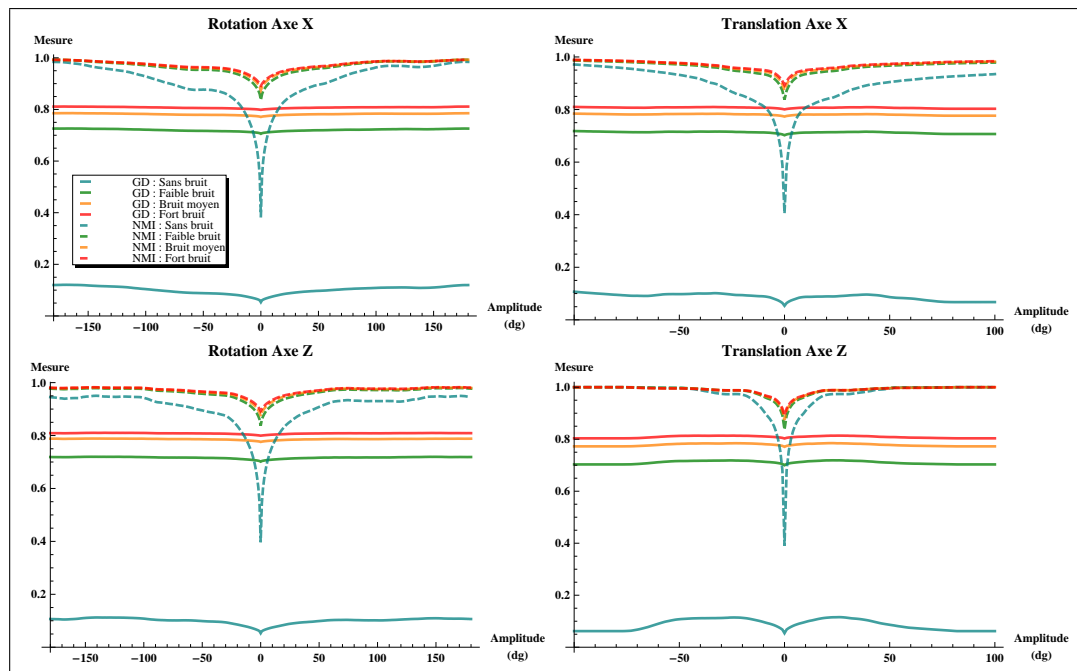 Rotation Axe X
Mesure
1.0
0.8
0.6
0.4
0.2
GD : Sans bruit
GD : Faible bruit
GD : Bruit moyen
GD : Fort bruit
NMI : Sans bruit
NMI : Faible bruit
NMI : Bruit moyen
NMI : Fort bruit
-150 -100 -50 0 50 100 150
Amplitude
(dg)
Translation Axe X
Mesure
1.0
0.8
0.6
0.4
0.2
-50 0 50 100
Amplitude
(dg)
Rotation Axe Z
Mesure
1.0
0.8
0.6
0.4
0.2
-150 -100 -50 0 50 100 150
Amplitude
(dg)
Translation Axe Z
Mesure
1.0
0.8
0.6
0.4
0.2
-50 0 50 100
Amplitude
(dg)